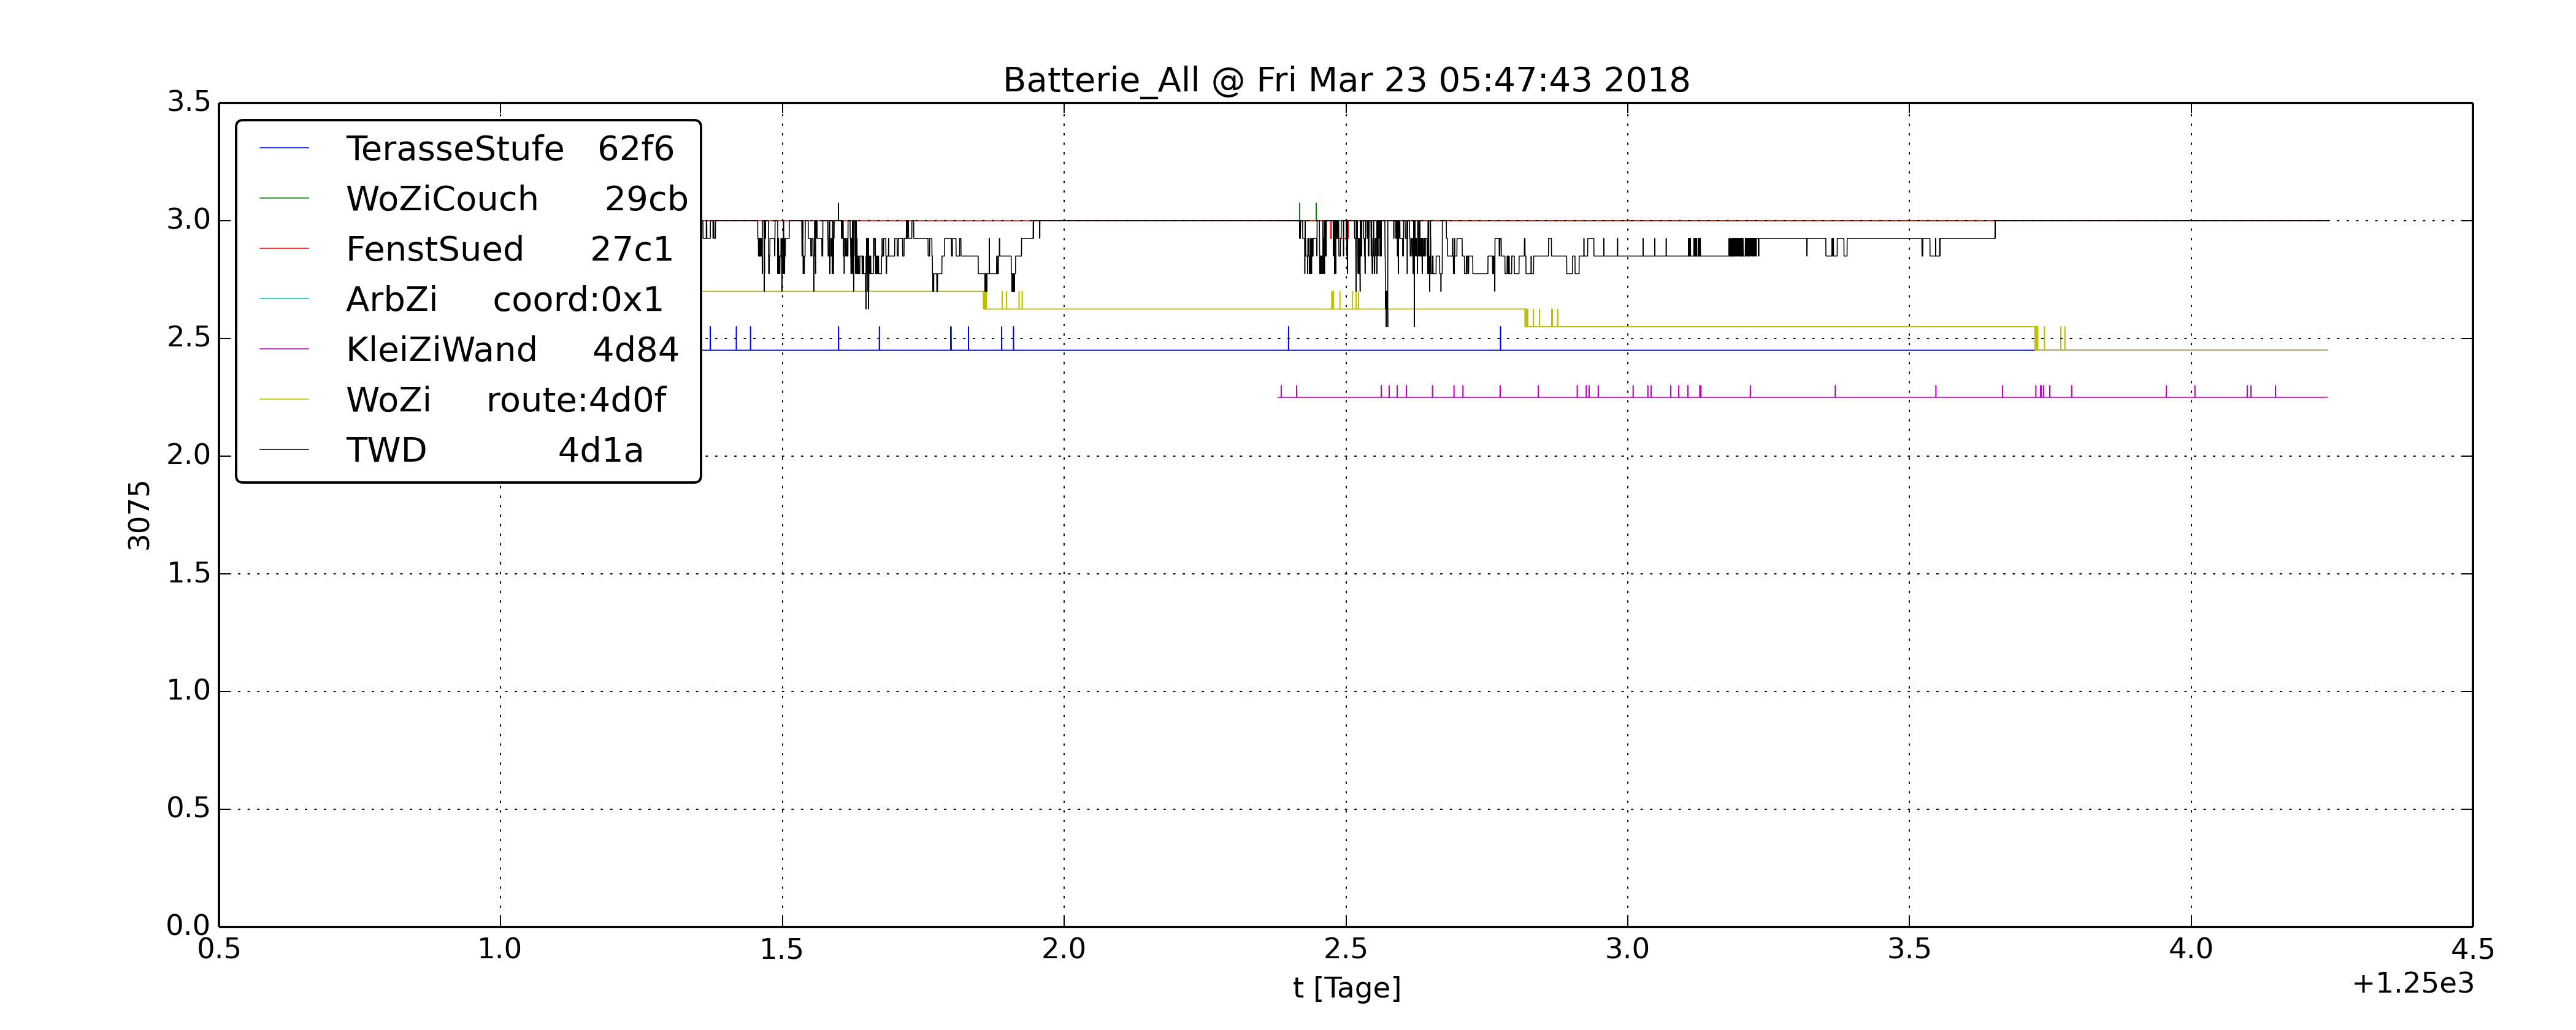 Batterie_All @ Fri Mar 23 05:47:43 2018
3.5
TerasseStufe 62f6
WoZiCouch 29cb
3.0
FenstSued 27c1
ArbZi coord:0x1
2.5
KleiZiWand 4d84
WoZi route:4d0f
2.0
TWD 4d1a
3075
1.5
1.0
0.5
0.0
0.5 1.0 1.5 2.0 2.5 3.0 3.5 4.0 4.5
t [Tage]
+1.25e3